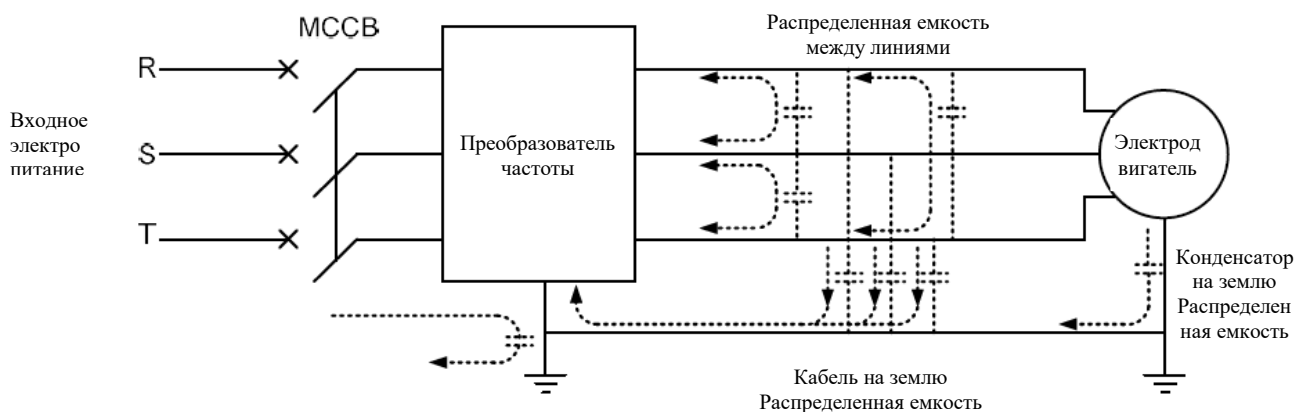 Распределенная емкость
между линиями
MCCB
R
S
T
Входное
электро
питание
Преобразователь
частоты
Электрод
вигатель
Конденсатор
на землю
Распределен
ная емкость
Кабель на землю
Распределенная емкость